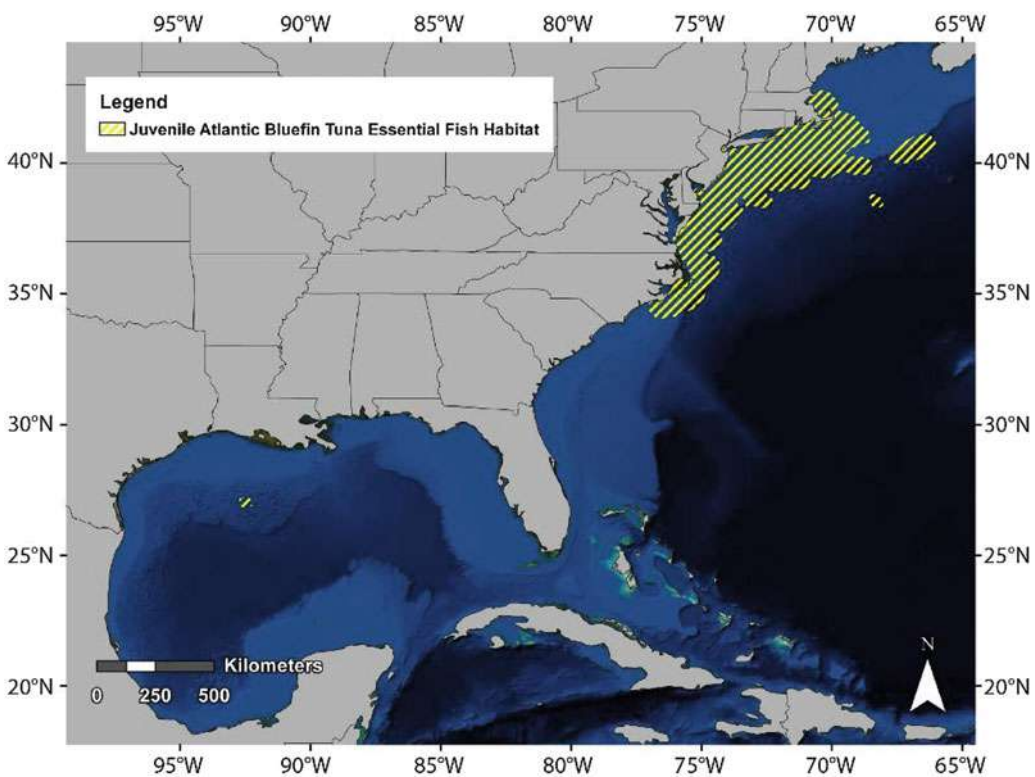 95°W 90°W 85°W 80°W 75°W 70°W 65°W
Legend
Juvenile Atlantic Bluefin Tuna Essential Fish Habitat
40°N 40°N
35°N 35°N
30°N 30°N
25°N 25°N
N
Kilometers
20°N 20°N
0 250 500
95°W 90°W 85°W 80°W 75°W 70°W 65°W